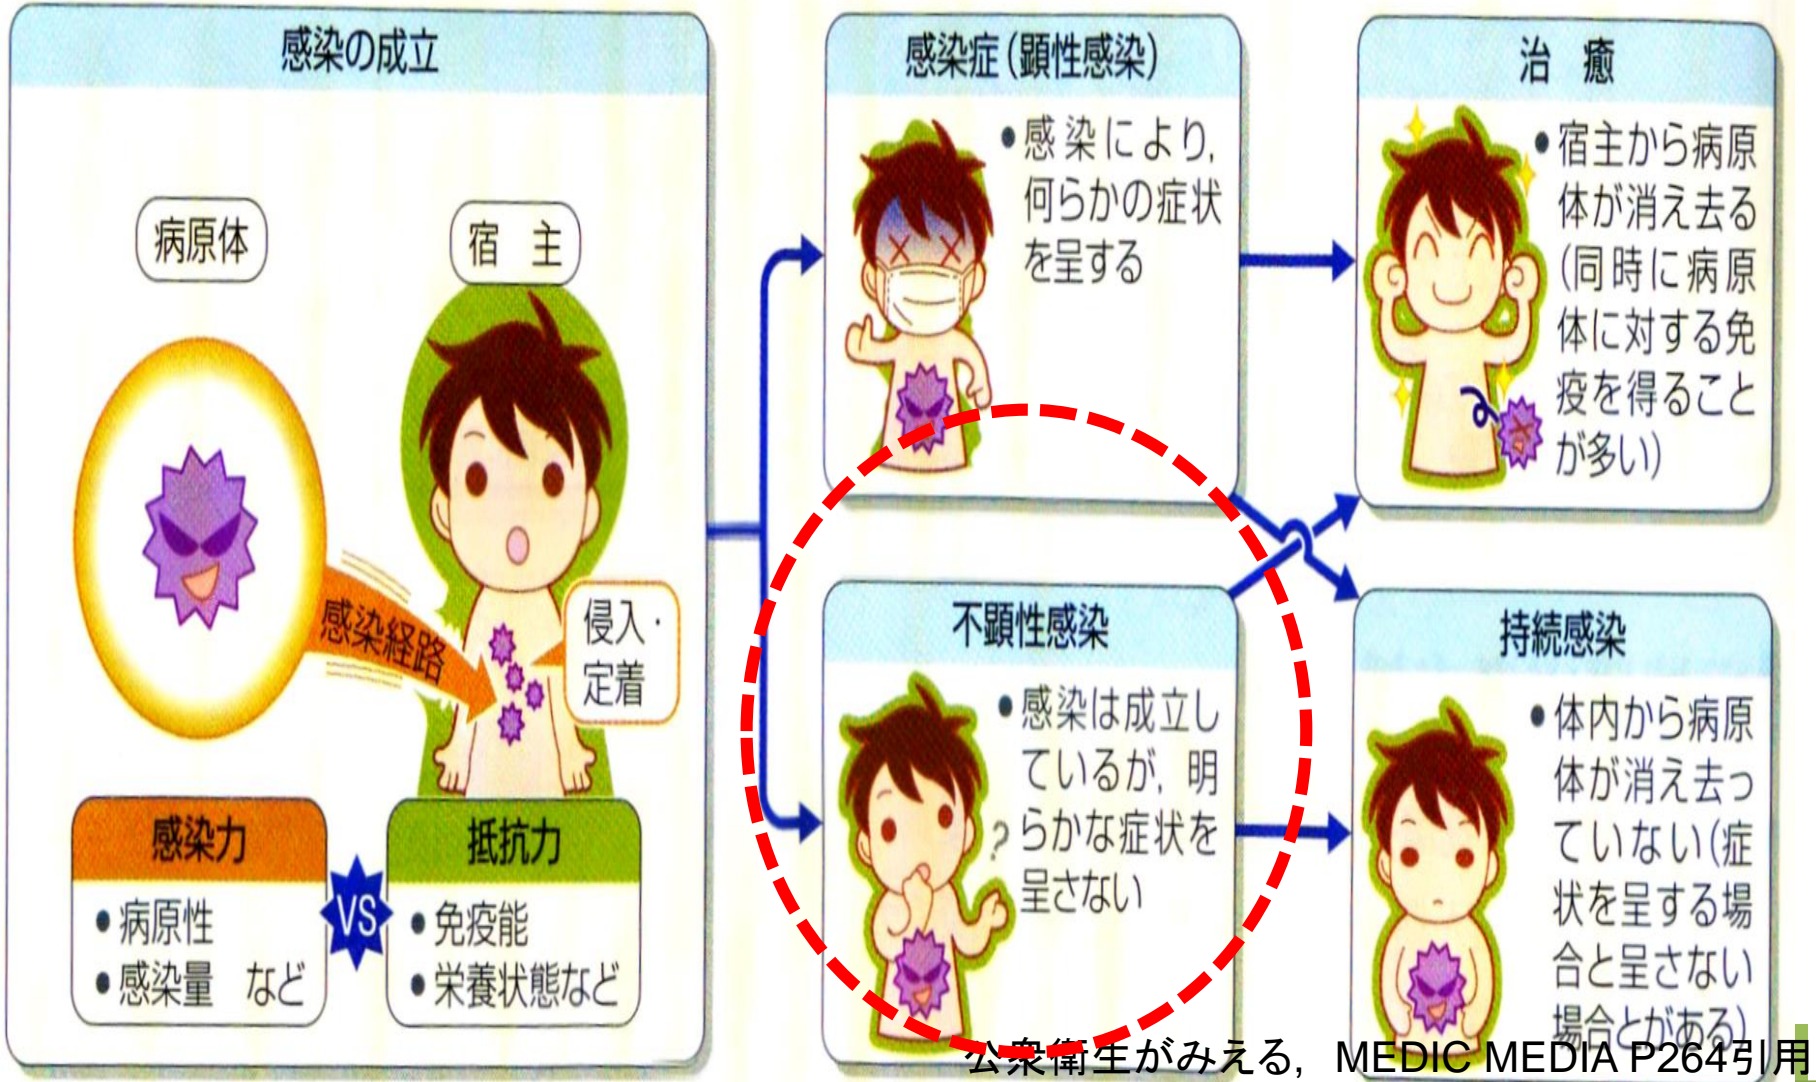 感染の成立
病原体
宿 主
感染経路
侵入・
定着
感染力
●病原性
●感染量 など
VS
抵抗力
●免疫能
●栄養状態など
感染症(顕性感染)
●感染により,
何らかの症状
を呈する
不顕性感染
●感染は成立し
ているが, 明
らかな症状を
呈さない
?
治 癒
●宿主から病原
体が消え去る
(同時に病原
体に対する免
疫を得ること
が多い)
持続感染
●体内から病原
体が消え去っ
ていない(症
状を呈する場
合と呈さない
場合とがある)
公衆衛生がみえる, MEDIC MEDIA P264引用